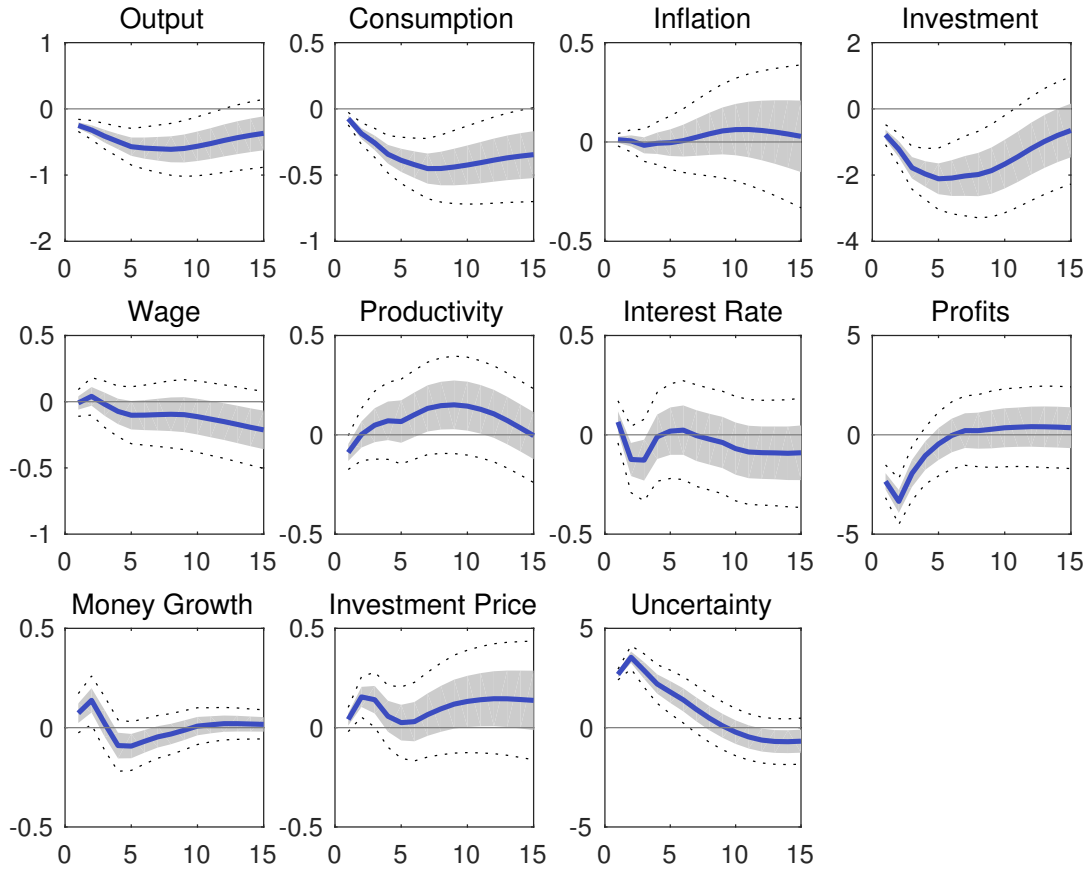 Output Consumption Inflation Investment
1 0.5 0.5 2
0 0 0 0
-1 -0.5 -2
-2 -1 -0.5 -4
0 5 10 15 0 5 10 15 0 5 10 15 0 5 10 15
Wage Productivity Interest Rate Profits
0.5 0.5 0.5 5
0 0 0 0
-0.5
-1 -0.5 -0.5 -5
0 5 10 15 0 5 10 15 0 5 10 15 0 5 10 15
Money Growth Investment Price Uncertainty
0.5 0.5 5
0 0 0
-0.5 -0.5 -5
0 5 10 15 0 5 10 15 0 5 10 15